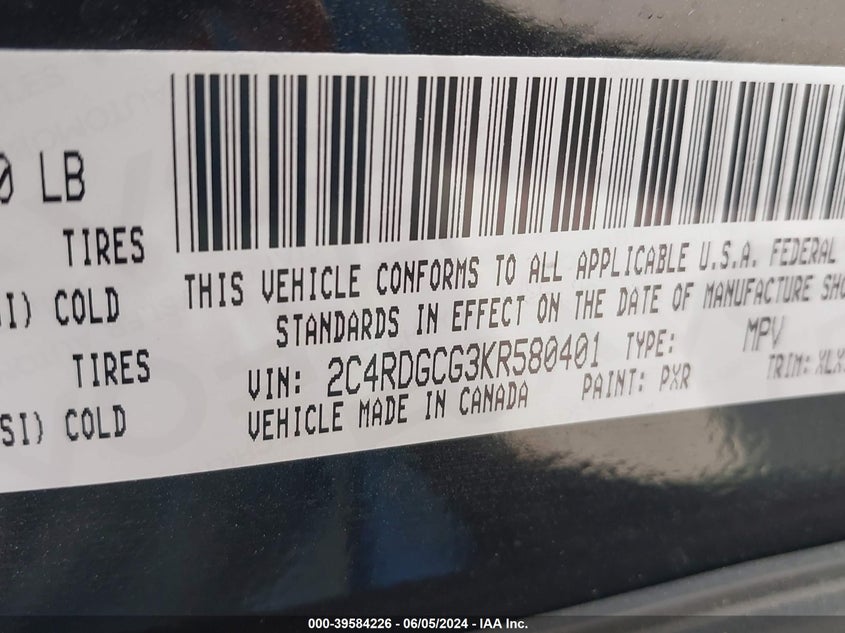 0 LB
TIRES
SI) COLD
TIRES
SI) COLD
THIS VEHICLE CONFORMS TO ALL APPLICABLE U.S.A. FEDERAL
STANDARDS IN EFFECT ON THE DATE OF MANUFACTURE SHO
VIN: 2C4RDGCG3KR580401 TYPE: MPV
VEHICLE MADE IN CANADA PAINT: PXR TRIM: XLX
000-39584226 - 06/05/2024 - IAA Inc.